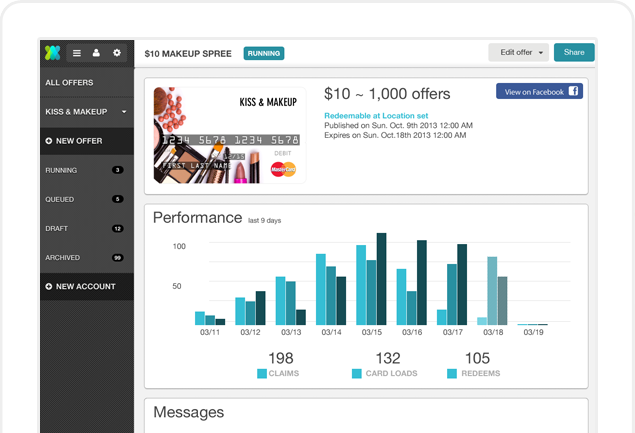 $10 MAKEUP SPREE
RUNNING
Edit offer
Share
ALL OFFERS
KISS & MAKEUP
NEW OFFER
RUNNING 3
QUEUED 5
DRAFT 12
ARCHIVED 99
NEW ACCOUNT
KISS & MAKEUP
1234 5678 1234 5678
12/15
DEBIT
FIRST LAST NAME
MasterCard
$10 ~ 1,000 offers
View on Facebook
Redeemable at Location set
Published on Sun. Oct. 9th 2013 12:00 AM
Expires on Sun. Oct.18th 2013 12:00 AM
Performance last 9 days
100
50
03/11 03/12 03/13 03/14 03/15 03/16 03/17 03/18 03/19
198 132 105
CLAIMS CARD LOADS REDEEMS
Messages